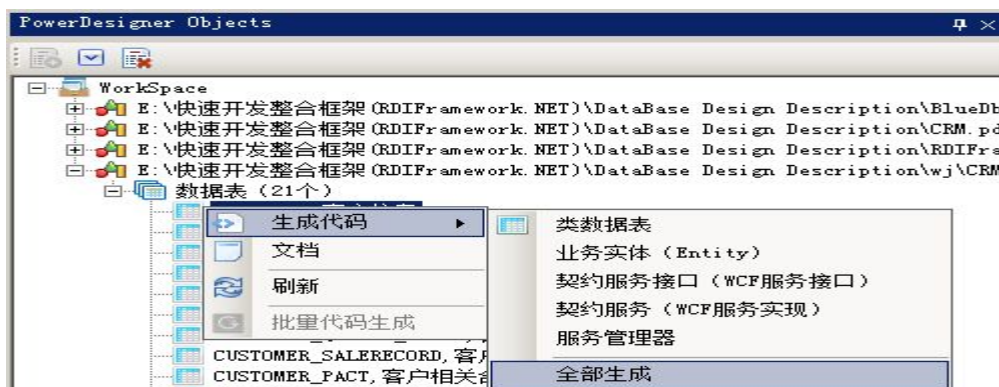 PowerDesigner Objects
WorkSpace
E:\快速开发整合框架(RDIFramework.NET)\DataBase Design Description\BlueDb
E:\快速开发整合框架(RDIFramework.NET)\DataBase Design Description\CRM.p
E:\快速开发整合框架(RDIFramework.NET)\DataBase Design Description\RDIFra
E:\快速开发整合框架(RDIFramework.NET)\DataBase Design Description\wj\CRM
数据表（21个）
生成代码
类数据表
文档
业务实体（Entity）
刷新
契约服务接口（WCF服务接口）
批量代码生成
契约服务（WCF服务实现）
服务管理器
CUSTOMER_SALERECORD,客户
全部生成
CUSTOMER_PACT,客户相关合